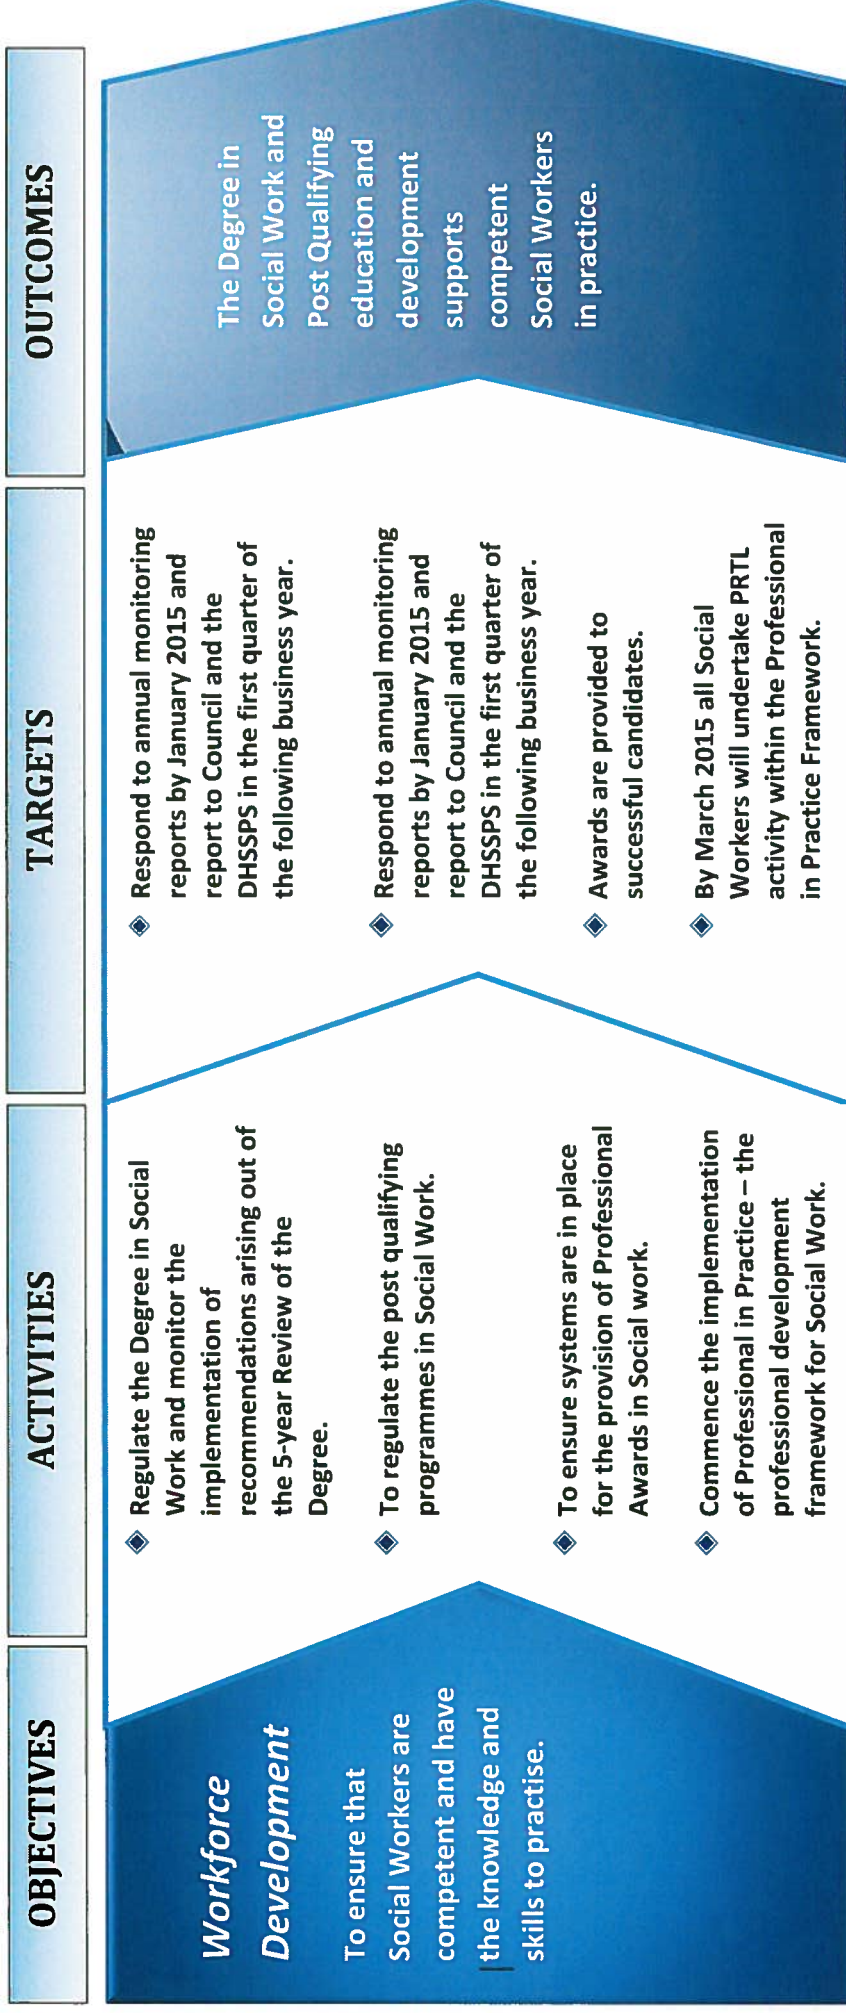 OBJECTIVES
ACTIVITIES
TARGETS
OUTCOMES
Workforce
Development
To ensure that
Social Workers are
competent and have
the knowledge and
skills to practise.
Regulate the Degree in Social
Work and monitor the
implementation of
recommendations arising out of
the 5-year Review of the
Degree.
To regulate the post qualifying
programmes in Social Work.
To ensure systems are in place
for the provision of Professional
Awards in Social work.
Commence the implementation
of Professional in Practice – the
professional development
framework for Social Work.
Respond to annual monitoring
reports by January 2015 and
report to Council and the
DHSSPS in the first quarter of
the following business year.
Respond to annual monitoring
reports by January 2015 and
report to Council and the
DHSSPS in the first quarter of
the following business year.
Awards are provided to
successful candidates.
By March 2015 all Social
Workers will undertake PRTL
activity within the Professional
in Practice Framework.
The Degree in
Social Work and
Post Qualifying
education and
development
supports
competent
Social Workers
in practice.